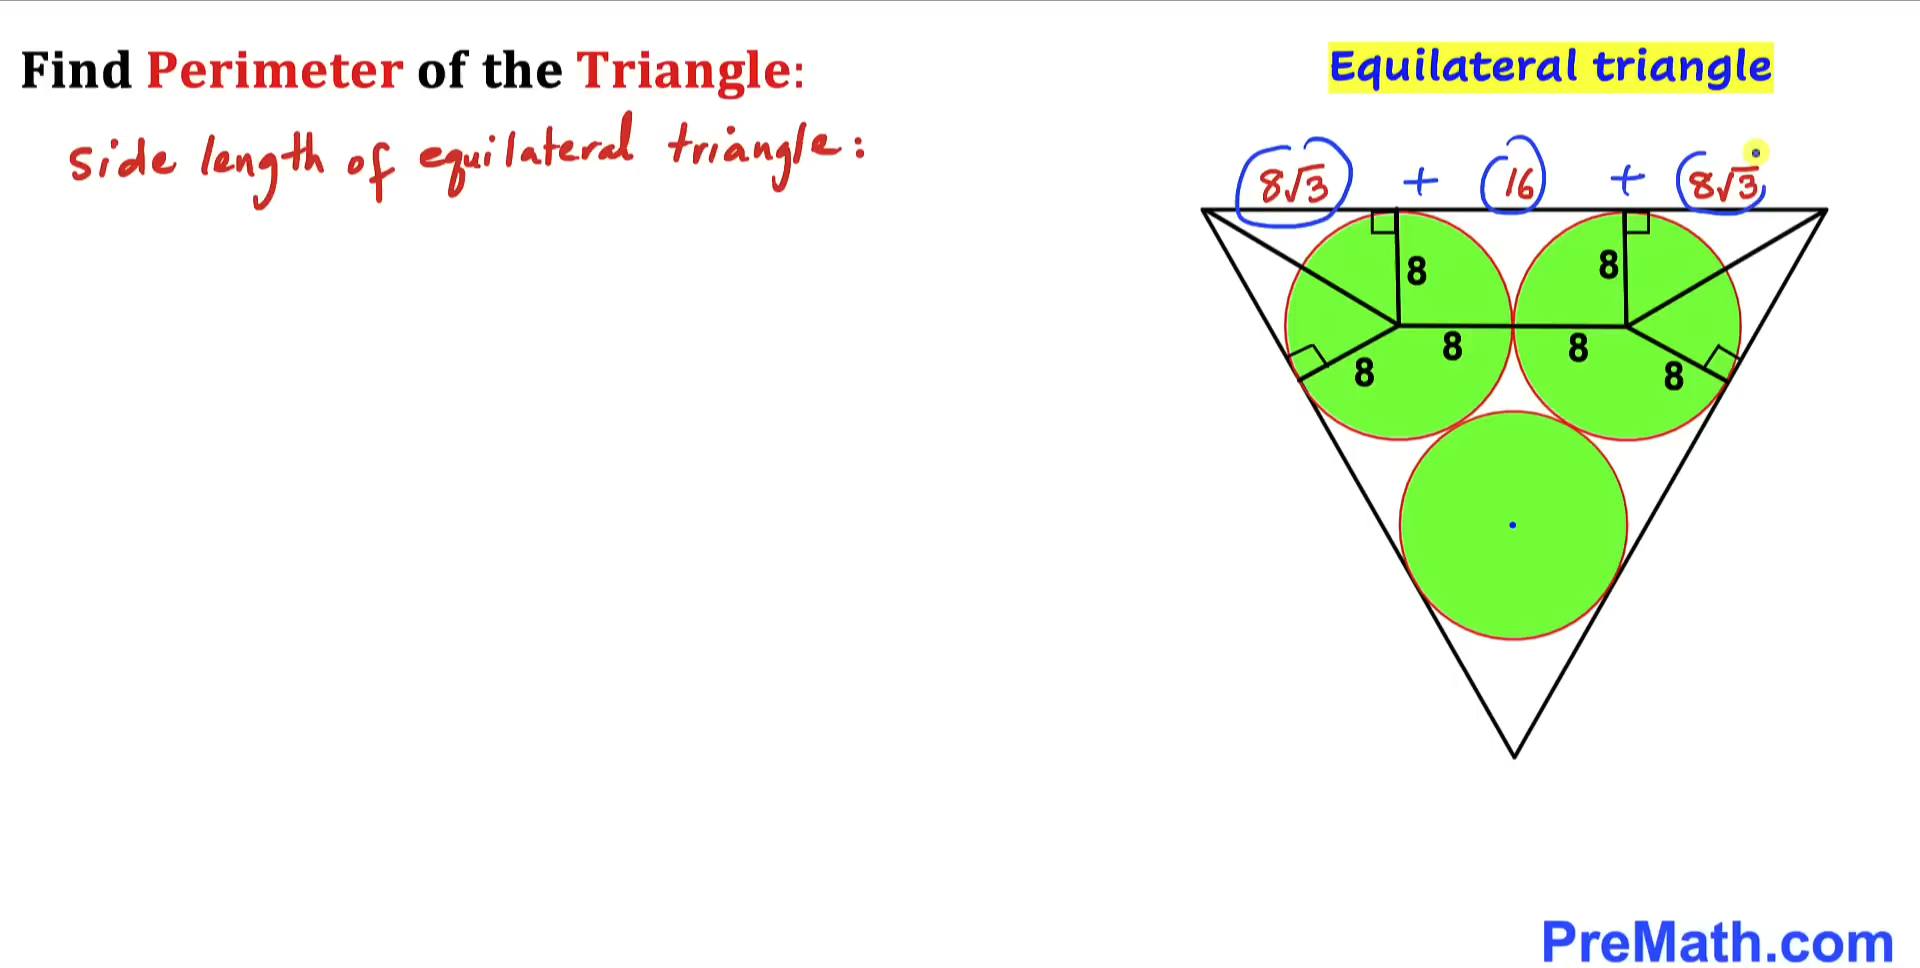 Find Perimeter of the Triangle:
Equilateral triangle
side length of equilateral triangle:
8√3 + 16 + 8√3
8 8
8 8
8 8
PreMath.com